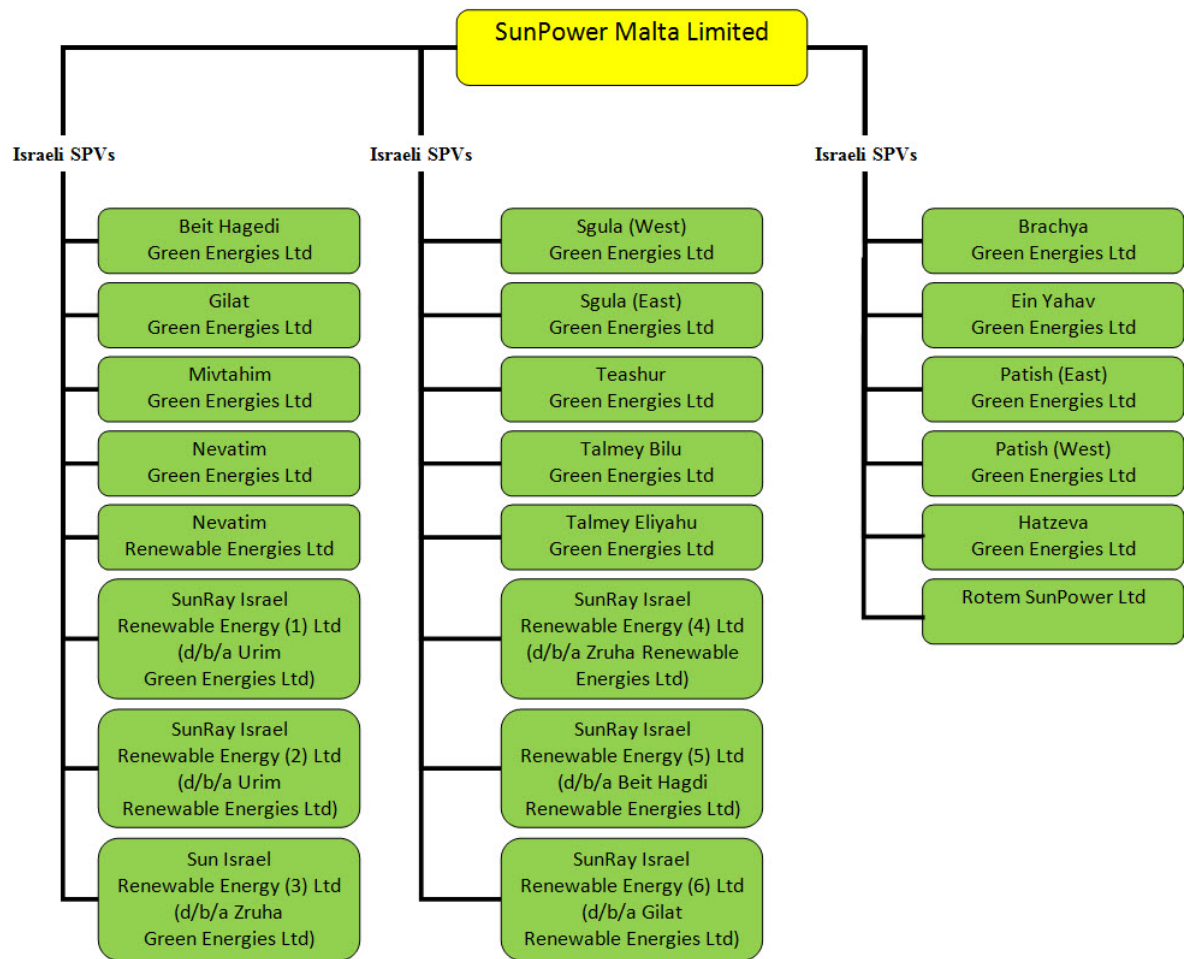 SunPower Malta Limited
Israeli SPVs
Israeli SPVs
Israeli SPVs
Beit Hagedi
Green Energies Ltd
Gilat
Green Energies Ltd
Mivtahim
Green Energies Ltd
Nevatim
Green Energies Ltd
Nevatim
Renewable Energies Ltd
SunRay Israel
Renewable Energy (1) Ltd
(d/b/a Urim
Green Energies Ltd)
SunRay Israel
Renewable Energy (2) Ltd
(d/b/a Urim
Renewable Energies Ltd)
Sun Israel
Renewable Energy (3) Ltd
(d/b/a Zruha
Green Energies Ltd)
Sgula (West)
Green Energies Ltd
Sgula (East)
Green Energies Ltd
Teashur
Green Energies Ltd
Talmey Bilu
Green Energies Ltd
Talmey Eliyahu
Green Energies Ltd
SunRay Israel
Renewable Energy (4) Ltd
(d/b/a Zruha Renewable
Energies Ltd)
SunRay Israel
Renewable Energy (5) Ltd
(d/b/a Beit Hagdi
Renewable Energies Ltd)
SunRay Israel
Renewable Energy (6) Ltd
(d/b/a Gilat
Renewable Energies Ltd)
Brachya
Green Energies Ltd
Ein Yahav
Green Energies Ltd
Patish (East)
Green Energies Ltd
Patish (West)
Green Energies Ltd
Hatzeva
Green Energies Ltd
Rotem SunPower Ltd